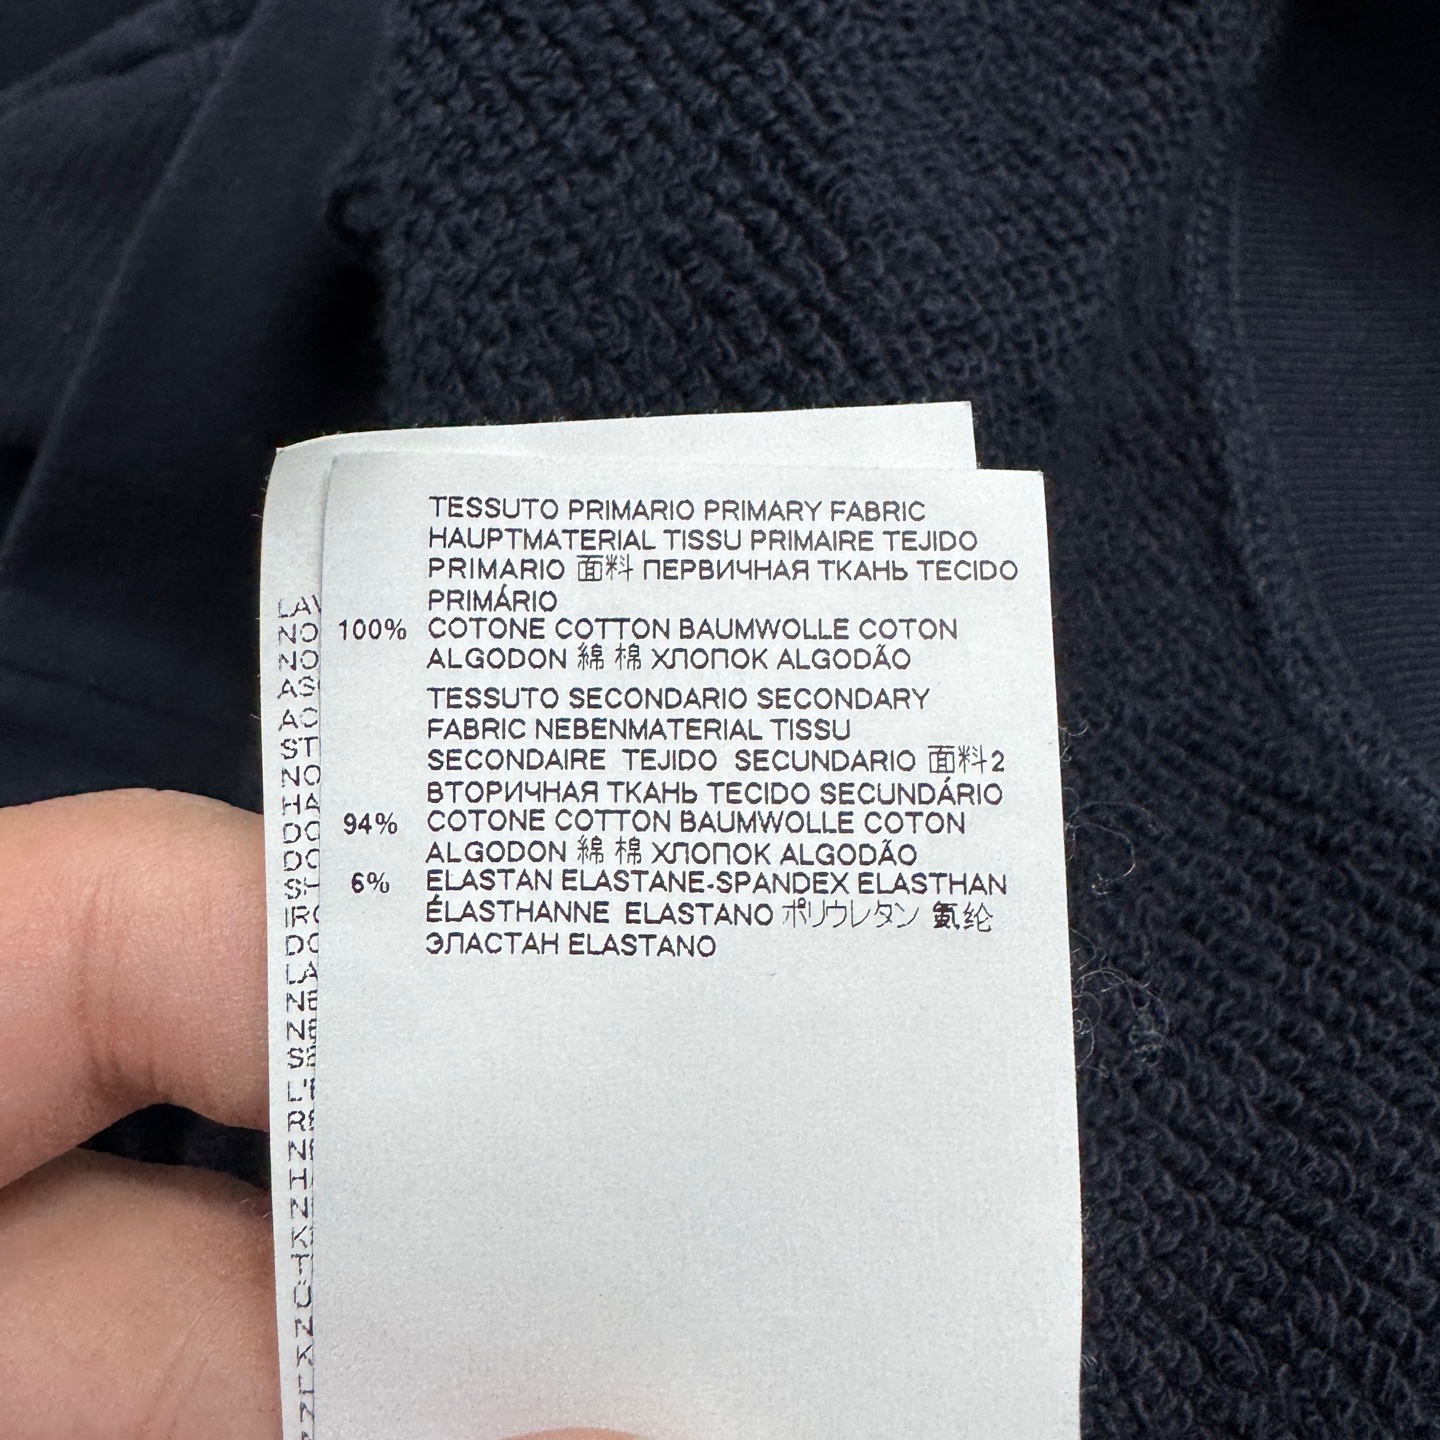 TESSUTO PRIMARIO PRIMARY FABRIC
HAUPTMATERIAL TISSU PRIMAIRE TEJIDO
PRIMARIO 面料 ПЕРВИЧНАЯ ТКАНЬ TECIDO
PRIMÁRIO
100% COTONE COTTON BAUMWOLLE COTON
ALGODON 綿 棉 ХЛОПОК ALGODÃO
TESSUTO SECONDARIO SECONDARY
FABRIC NEBENMATERIAL TISSU
SECONDAIRE TEJIDO SECUNDARIO 面料2
ВТОРИЧНАЯ ТКАНЬ TECIDO SECUNDÁRIO
94% COTONE COTTON BAUMWOLLE COTON
ALGODON 綿 棉 ХЛОПОК ALGODÃO
6% ELASTAN ELASTANE-SPANDEX ELASTHAN
ÉLASTHANNE ELASTANO ポリウレタン 氨纶
ЭЛАСТАН ELASTANO